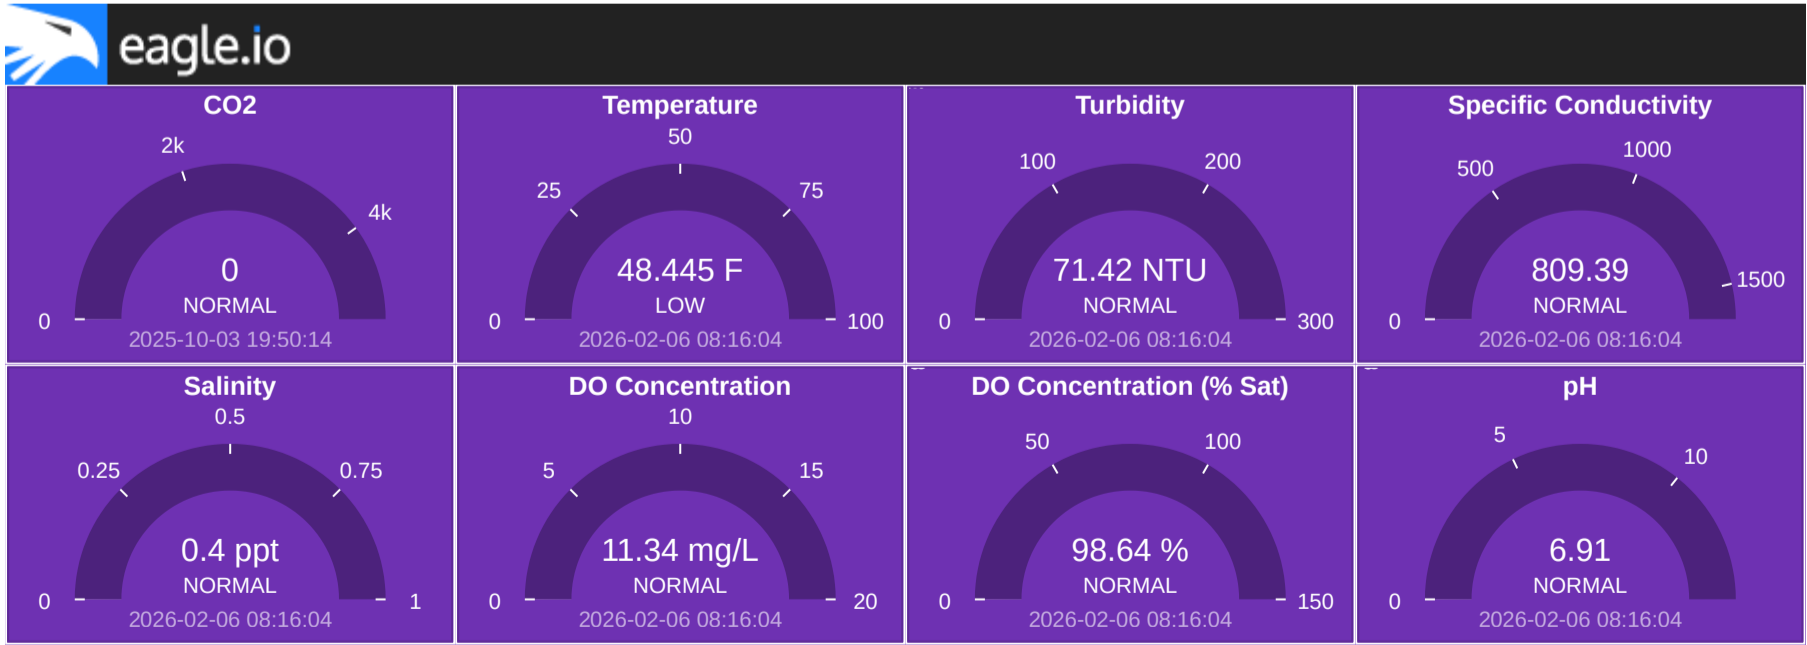 eagle.io
CO2
2k
4k
0
NORMAL
0
2025-10-03 19:50:14
Temperature
50
25
75
48.445 F
LOW
0
100
2026-02-06 08:16:04
Turbidity
100
200
71.42 NTU
NORMAL
0
300
2026-02-06 08:16:04
Specific Conductivity
1000
500
809.39
1500
NORMAL
0
2026-02-06 08:16:04
Salinity
0.5
0.25
0.75
0.4 ppt
NORMAL
0
1
2026-02-06 08:16:04
DO Concentration
10
5
15
11.34 mg/L
NORMAL
0
20
2026-02-06 08:16:04
DO Concentration (% Sat)
50
100
98.64 %
NORMAL
0
150
2026-02-06 08:16:04
pH
5
10
6.91
NORMAL
0
2026-02-06 08:16:04